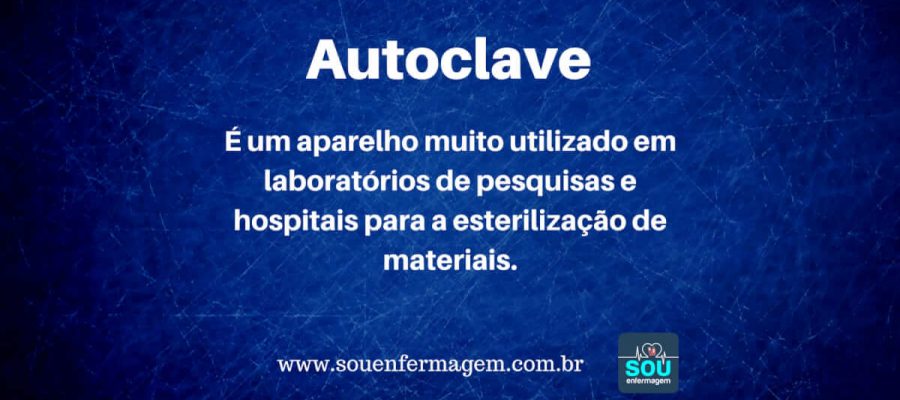 Autoclave
É um aparelho muito utilizado em
laboratórios de pesquisas e
hospitais para a esterilização de
materiais.
www.souenfermagem.com.br
SOU
enfermagem